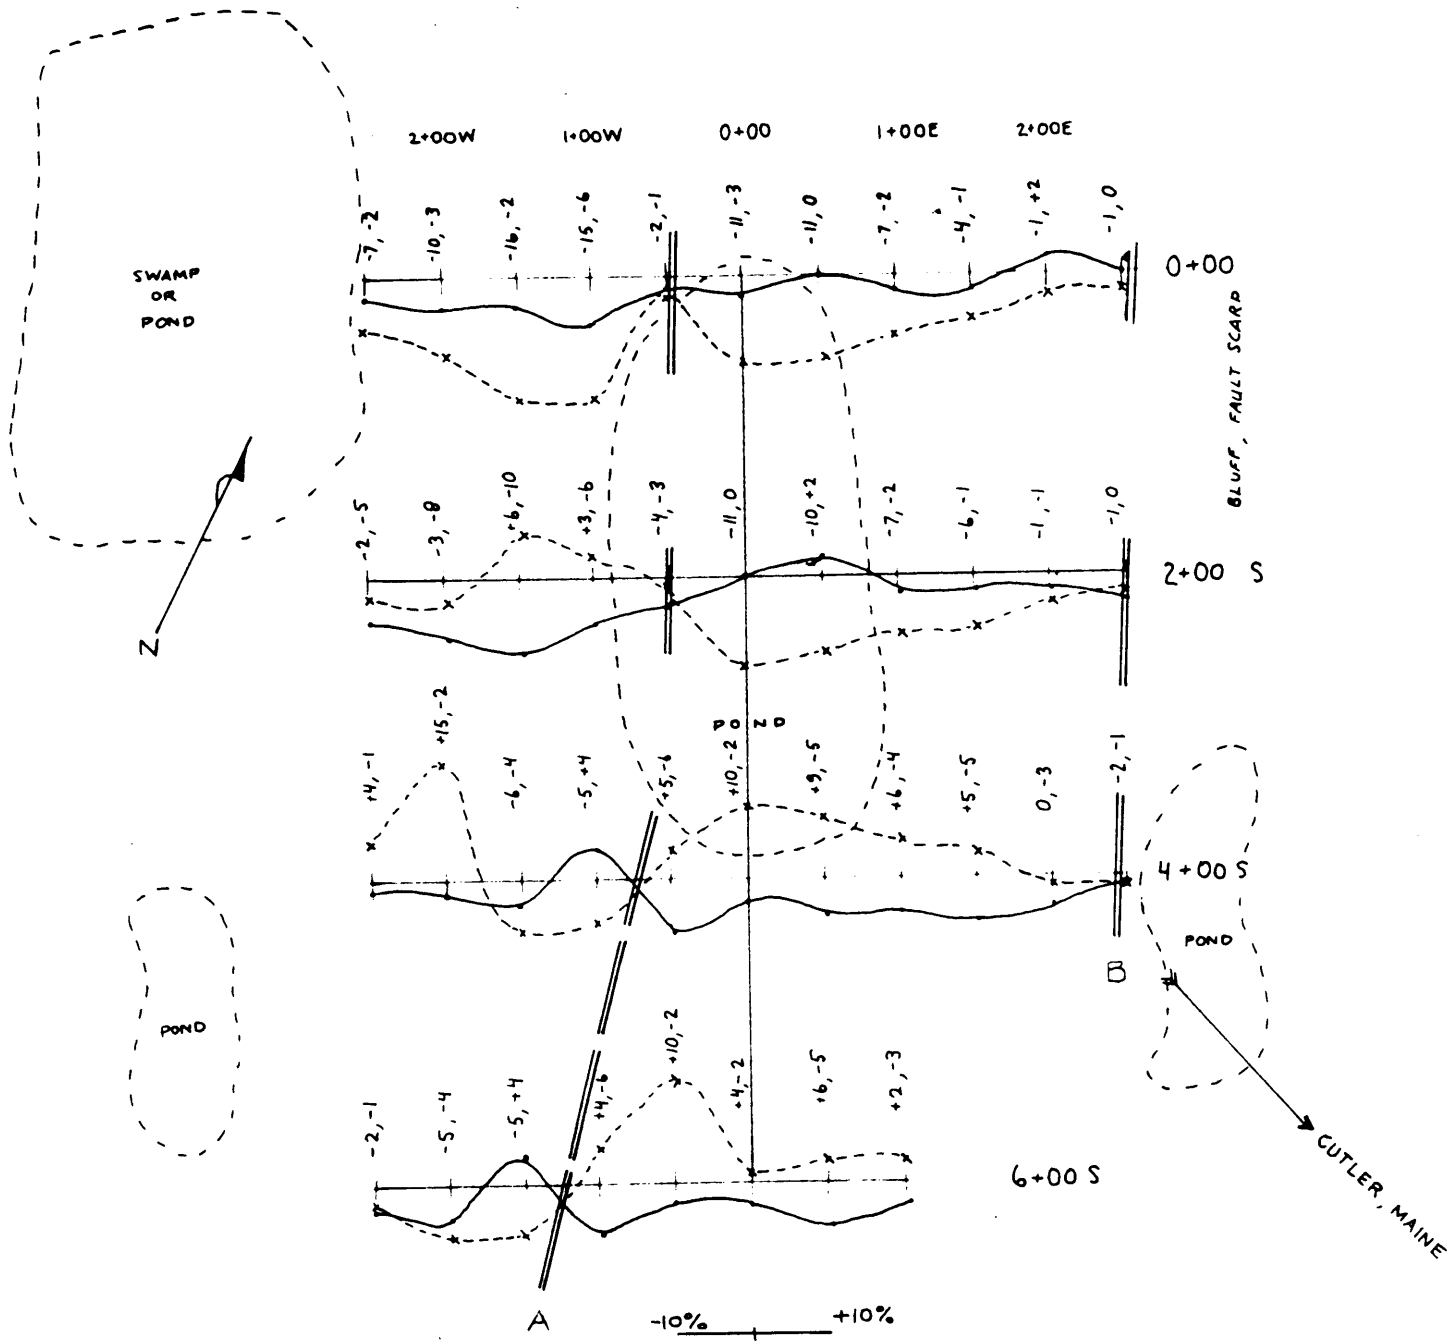 2+00W 1+00W 0+00 1+00E 2+00E
-7,-2 -10,-3 -16,-2 -15,-6 -2,-1 -11,-3 -11,0 -7,-2 -4,-1 -1,+2 -1,0
0+00
SWAMP
OR
POND
BLUFF, FAULT SCARP
-2,-5 -3,-8 +6,-10 +3,-6 -4,-3 -11,0 -10,+2 -7,-2 -6,-1 -1,-1 -1,0
2+00 S
N
POND
+4,-1 +15,-2 -6,-4 -5,+4 +5,-6 +10,-2 +9,-5 +6,-4 +5,-5 0,-3 -2,-1
4+00 S
POND
B
POND
-2,-1 -5,-4 -5,+4 +4,-6 +10,-2 +4,-2 +6,-5 +2,-3
6+00 S
CUTLER, MAINE
A
-10% +10%